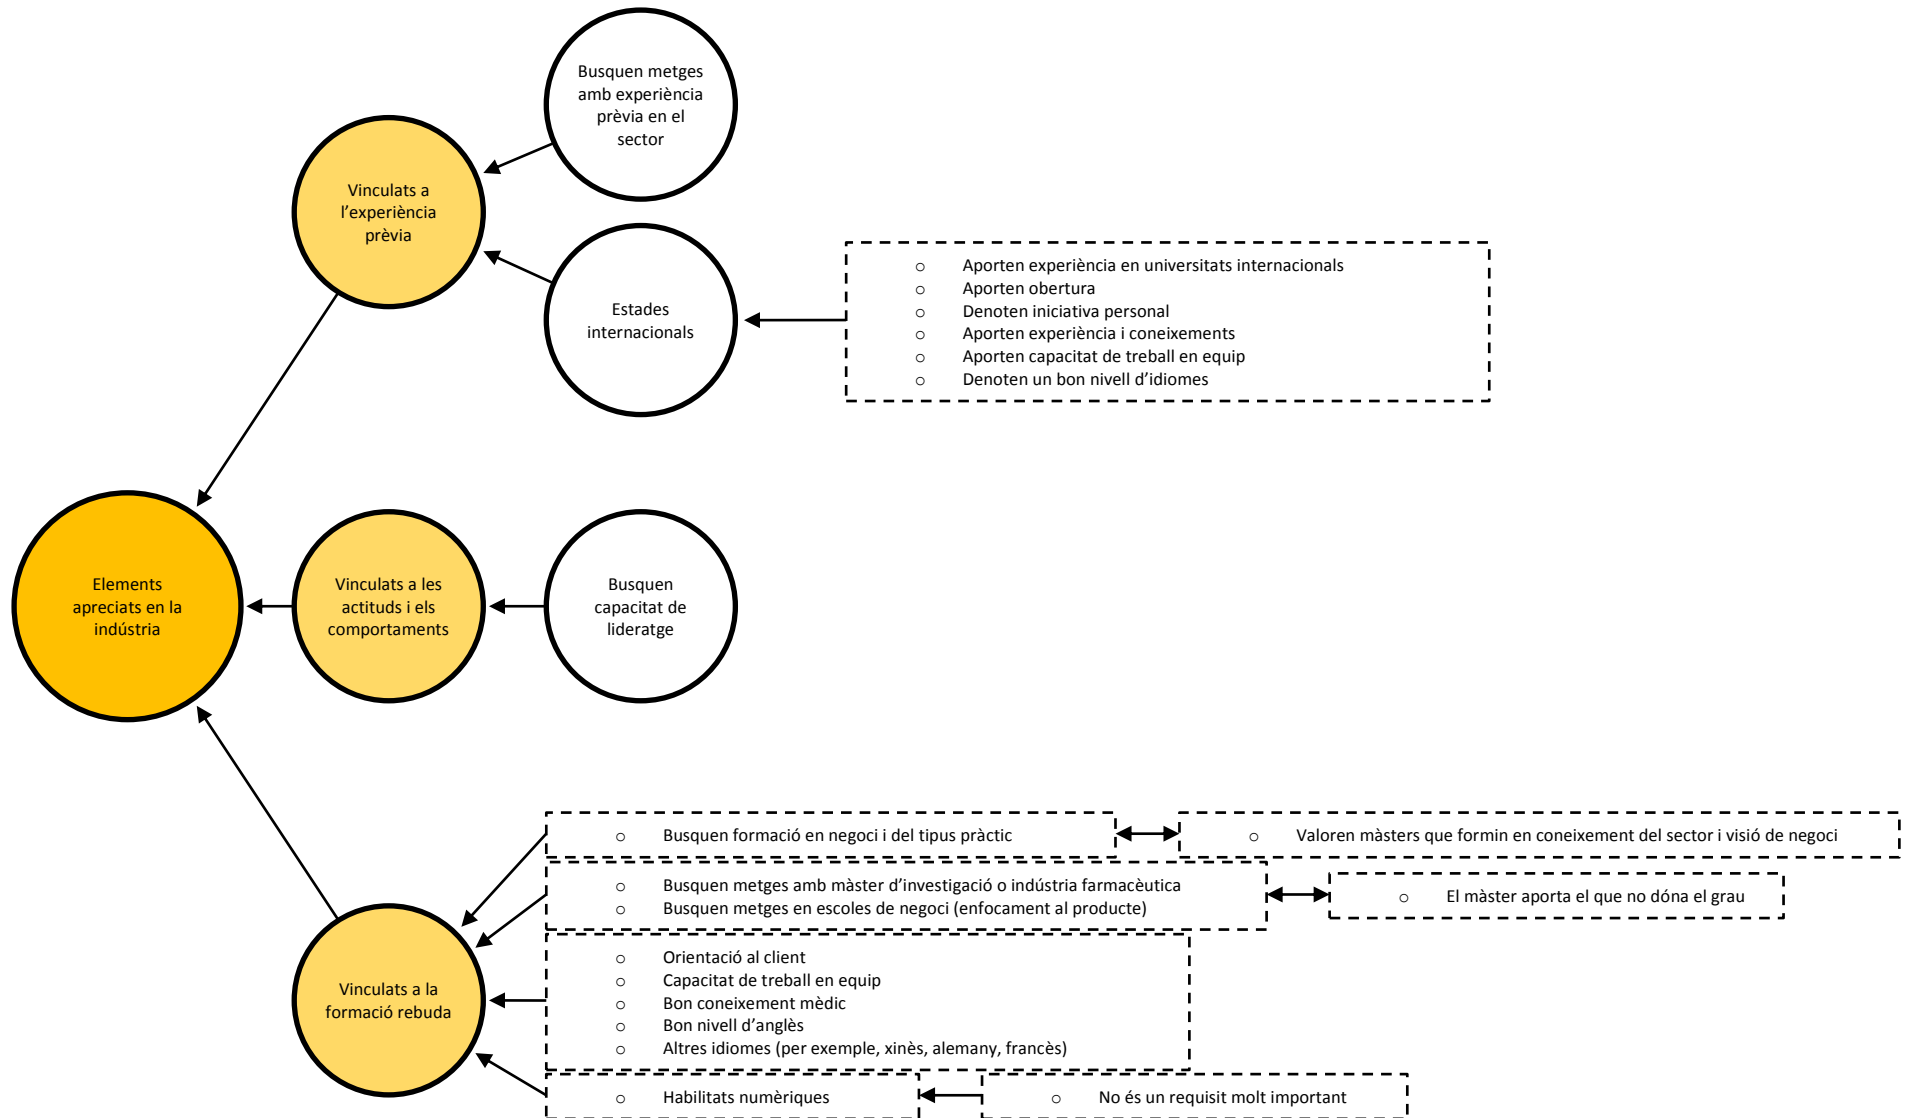 Busquen metges
amb experiència
prèvia en el
sector
Vinculats a
l’experiència
prèvia
Estades
internacionals
o Aporten experiència en universitats internacionals
o Aporten obertura
o Denoten iniciativa personal
o Aporten experiència i coneixements
o Aporten capacitat de treball en equip
o Denoten un bon nivell d’idiomes
Elements
apreciats en la
indústria
Vinculats a les
actituds i els
comportaments
Busquen
capacitat de
lideratge
o Busquen formació en negoci i del tipus pràctic
o Valoren màsters que formin en coneixement del sector i visió de negoci
o Busquen metges amb màster d’investigació o indústria farmacèutica
o Busquen metges en escoles de negoci (enfocament al producte)
o El màster aporta el que no dóna el grau
Vinculats a la
formació rebuda
o Orientació al client
o Capacitat de treball en equip
o Bon coneixement mèdic
o Bon nivell d’anglès
o Altres idiomes (per exemple, xinès, alemany, francès)
o Habilitats numèriques
o No és un requisit molt important